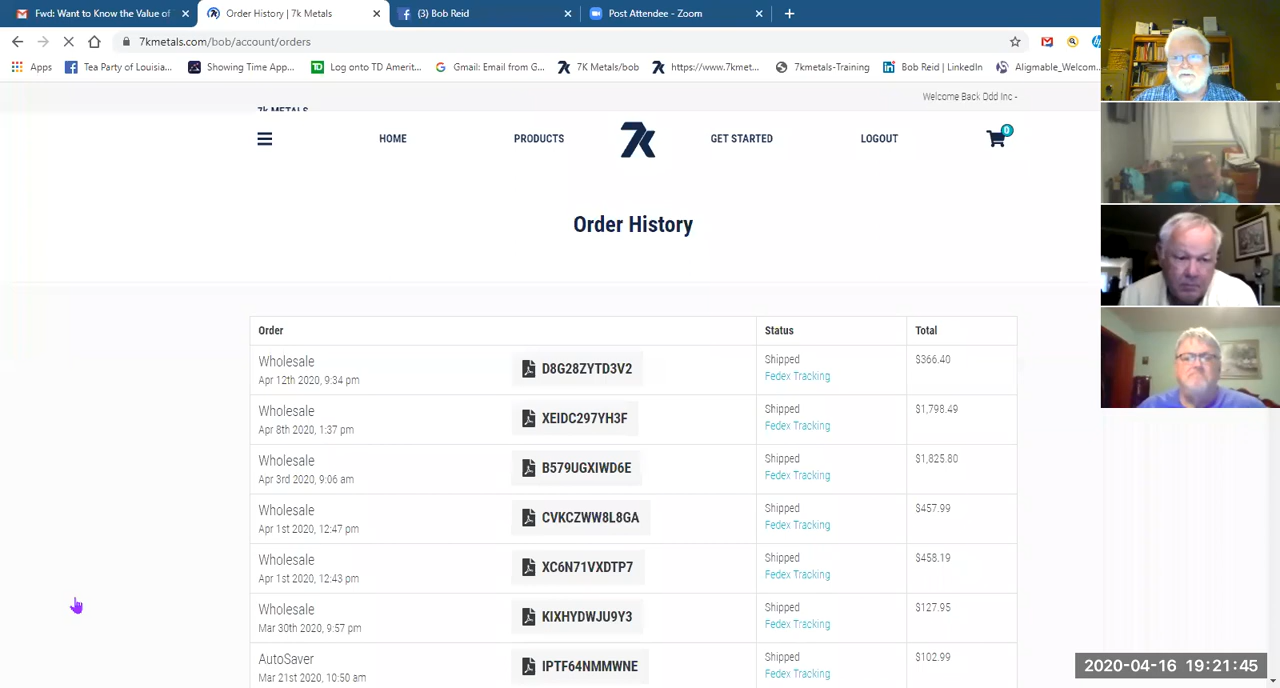 Fwd: Want to Know the Value of
Order History | 7k Metals
(3) Bob Reid
Post Attendee - Zoom
7kmetals.com/bob/account/orders
Apps
Tea Party of Louisia...
Showing Time App...
Log onto TD Amerit...
Gmail: Email from G...
7K Metals/bob
https://www.7kmet...
7kmetals-Training
Bob Reid | LinkedIn
Aligmable_Welcom...
Welcome Back Ddd Inc -
7k METALS
HOME
PRODUCTS
7k
GET STARTED
LOGOUT
0
Order History
Order
Status
Total
Wholesale
Apr 12th 2020, 9:34 pm
D8G28ZYTD3V2
Shipped
Fedex Tracking
$366.40
Wholesale
Apr 8th 2020, 1:37 pm
XEIDC297YH3F
Shipped
Fedex Tracking
$1,798.49
Wholesale
Apr 3rd 2020, 9:06 am
B579UGXIWD6E
Shipped
Fedex Tracking
$1,825.80
Wholesale
Apr 1st 2020, 12:47 pm
CVKCZWW8L8GA
Shipped
Fedex Tracking
$457.99
Wholesale
Apr 1st 2020, 12:43 pm
XC6N71VXDTP7
Shipped
Fedex Tracking
$458.19
Wholesale
Mar 30th 2020, 9:57 pm
KIXHYDWJU9Y3
Shipped
Fedex Tracking
$127.95
AutoSaver
Mar 21st 2020, 10:50 am
IPTF64NMMWNE
Shipped
Fedex Tracking
$102.99
2020-04-16 19:21:45